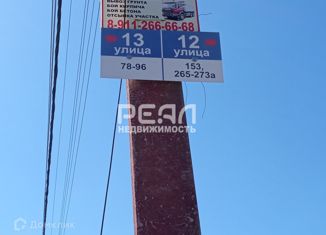 ВЫВОЗ ГРУНТА
БОЙ КИРПИЧА
БОЙ БЕТОНА
ОТСЫПКА УЧАСТКА
8-911-266-66-68
13
улица
78-96
12
улица
153,
265-273а
РЕАЛ
НЕДВИЖИМОСТЬ
Домклик